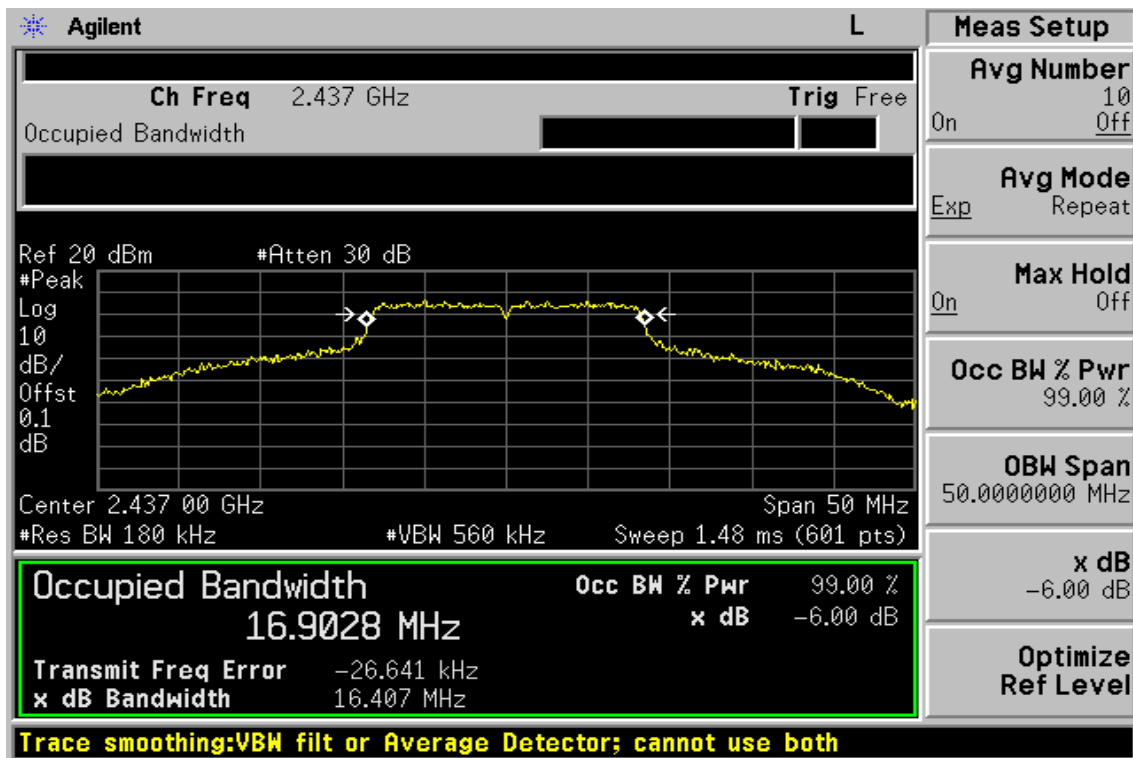 Agilent
L
Ch Freq 2.437 GHz Trig Free
Occupied Bandwidth
Ref 20 dBm #Atten 30 dB
#Peak
Log
10
dB/
Offst
0.1
dB
Center 2.437 00 GHz Span 50 MHz
#Res BW 180 kHz #VBW 560 kHz Sweep 1.48 ms (601 pts)
Occupied Bandwidth
16.9028 MHz
Occ BW % Pwr 99.00 %
x dB -6.00 dB
Transmit Freq Error -26.641 kHz
x dB Bandwidth 16.407 MHz
Trace smoothing:VBW filt or Average Detector; cannot use both
Meas Setup
Avg Number
10
On Off
Avg Mode
Exp Repeat
Max Hold
On Off
Occ BW % Pwr
99.00 %
OBW Span
50.0000000 MHz
x dB
-6.00 dB
Optimize
Ref Level